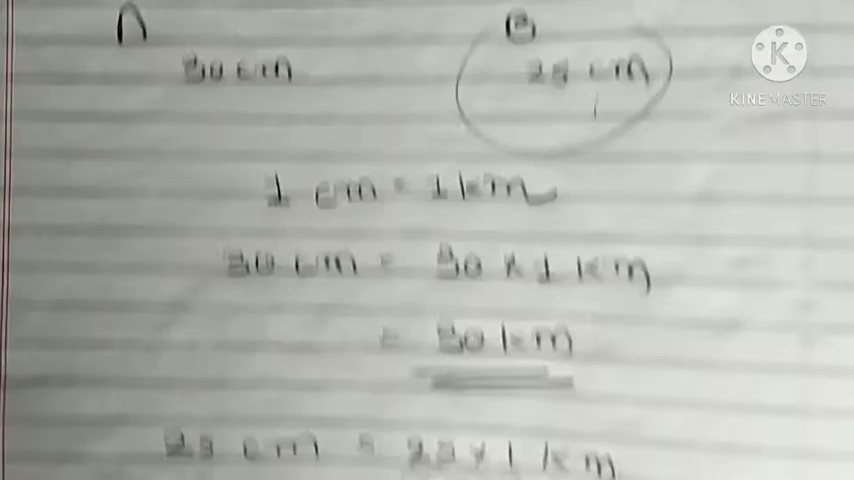 A B
30 cm 25 cm
KINEMASTER
1 cm = 1 km
30 cm = 30 x 1 km
= 30 km
25 cm = 25 x 1 km